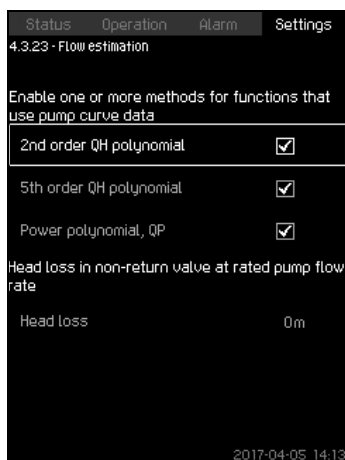 Status Operation Alarm Settings
4.3.23 - Flow estimation
Enable one or more methods for functions that
use pump curve data
2nd order QH polynomial
5th order QH polynomial
Power polynomial, QP
Head loss in non-return valve at rated pump flow
rate
Head loss 0m
2017-04-05 14:13